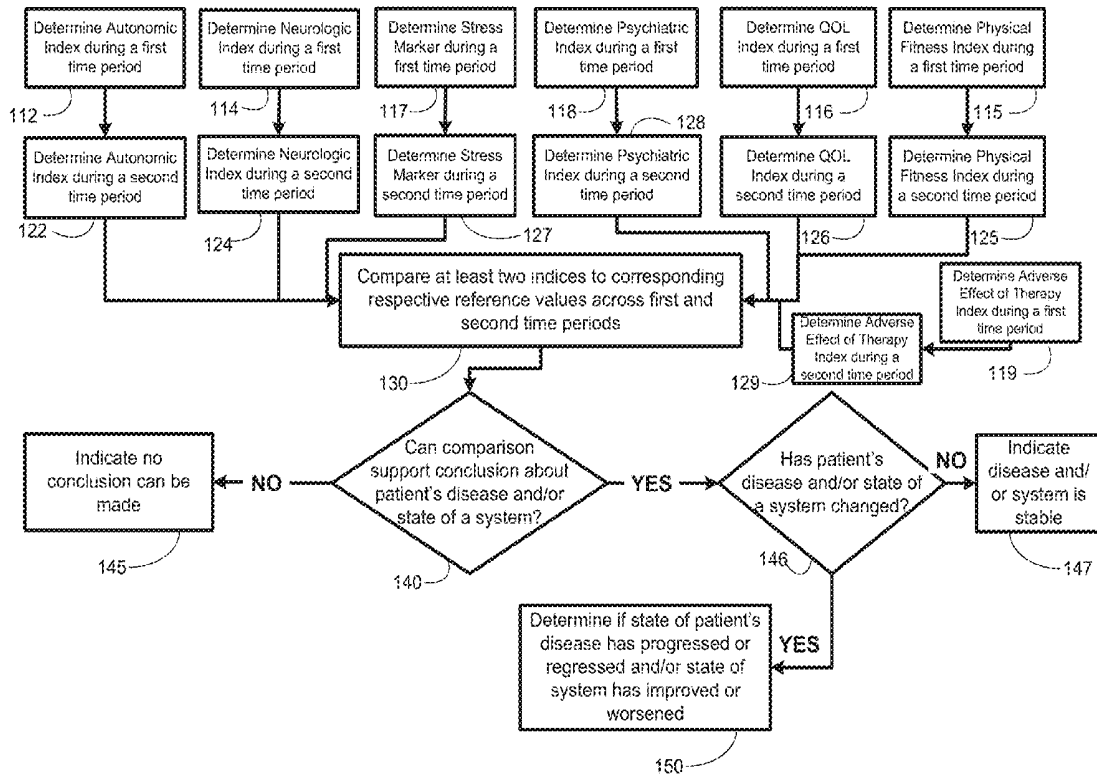 Determine Autonomic
Index during a first
time period
Determine Neurologic
Index during a first
time period
Determine Stress
Marker during a
first time period
Determine Psychiatric
Index during a first
time period
Determine QOL
Index during a first
time period
Determine Physical
Fitness Index during
a first time period
112
114
117
118
116
115
128
Determine Autonomic
Index during a second
time period
Determine Neurologic
Index during a second
time period
Determine Stress
Marker during a
second time period
Determine Psychiatric
Index during a
second time period
Determine QOL
Index during a
second time period
Determine Physical
Fitness Index during
a second time period
122
124
127
126
125
Compare at least two indices to corresponding
respective reference values across first and
second time periods
Determine Adverse
Effect of Therapy
Index during a first
time period
Determine Adverse
Effect of Therapy
Index during a
second time period
130
129
119
Indicate no
conclusion can be
made
NO
Can comparison
support conclusion about
patient's disease and/or
state of a system?
YES
Has patient's
disease and/or state of
a system changed?
NO
Indicate
disease and/
or system is
stable
145
140
146
147
Determine if state of patient's
disease has progressed or
regressed and/or state of
system has improved or
worsened
YES
150